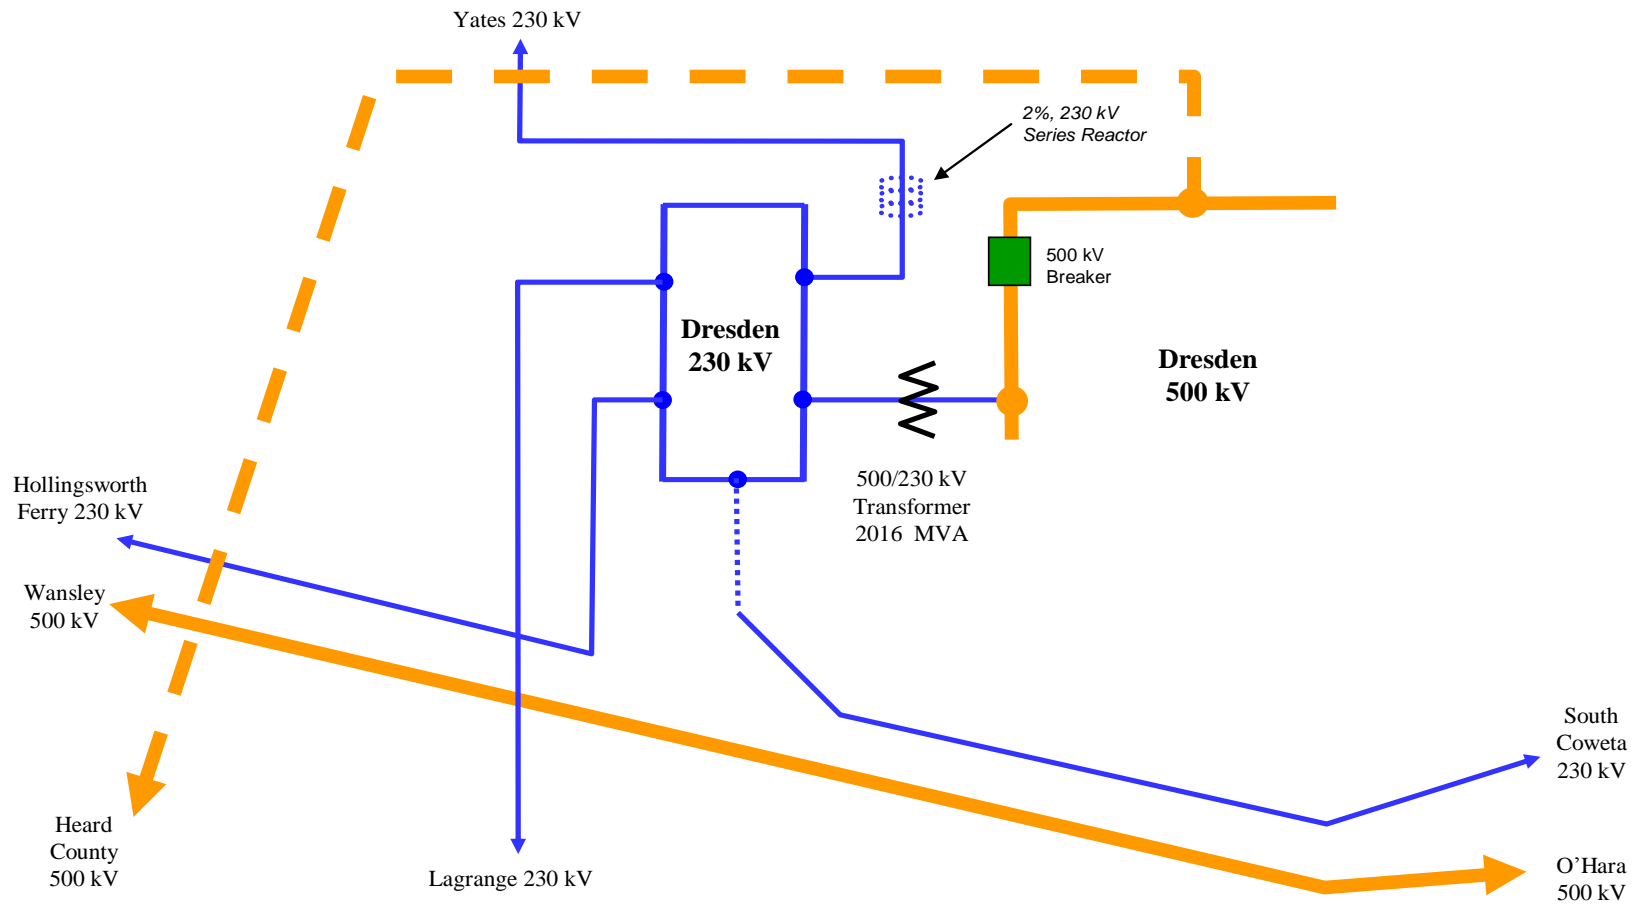 Yates 230 kV
2%, 230 kV
Series Reactor
500 kV
Breaker
Dresden
230 kV
Dresden
500 kV
500/230 kV
Transformer
2016  MVA
Hollingsworth
Ferry 230 kV
Wansley
500 kV
Heard
County
500 kV
Lagrange 230 kV
South
Coweta
230 kV
O’Hara
500 kV